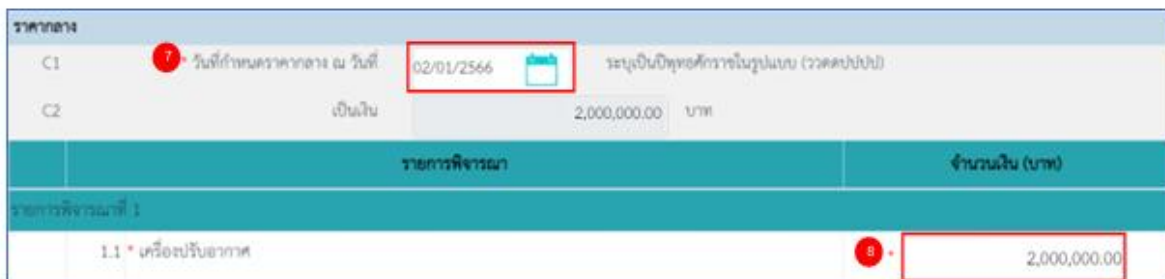 ราคากลาง
C1 7 * วันที่กำหนดราคากลาง ณ วันที่ 02/01/2566 ระบุเป็นปีพุทธศักราชในรูปแบบ (ววดดปปปป)
C2 เป็นเงิน 2,000,000.00 บาท
รายการพิจารณา จำนวนเงิน (บาท)
รายการพิจารณาที่ 1
1.1 * เครื่องปรับอากาศ 8 * 2,000,000.00